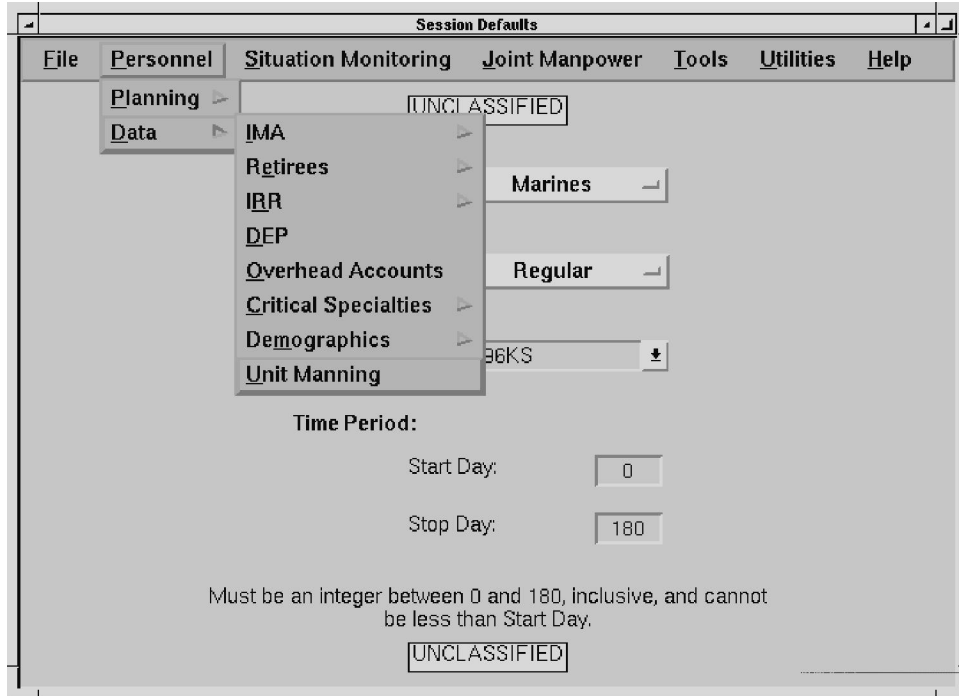 Session Defaults
File Personnel Situation Monitoring Joint Manpower Tools Utilities Help
Planning
Data
UNCLASSIFIED
IMA
Retirees
IRR
DEP
Overhead Accounts
Critical Specialties
Demographics
Unit Manning
Marines
Regular
96KS
Time Period:
Start Day: 0
Stop Day: 180
Must be an integer between 0 and 180, inclusive, and cannot
be less than Start Day.
UNCLASSIFIED